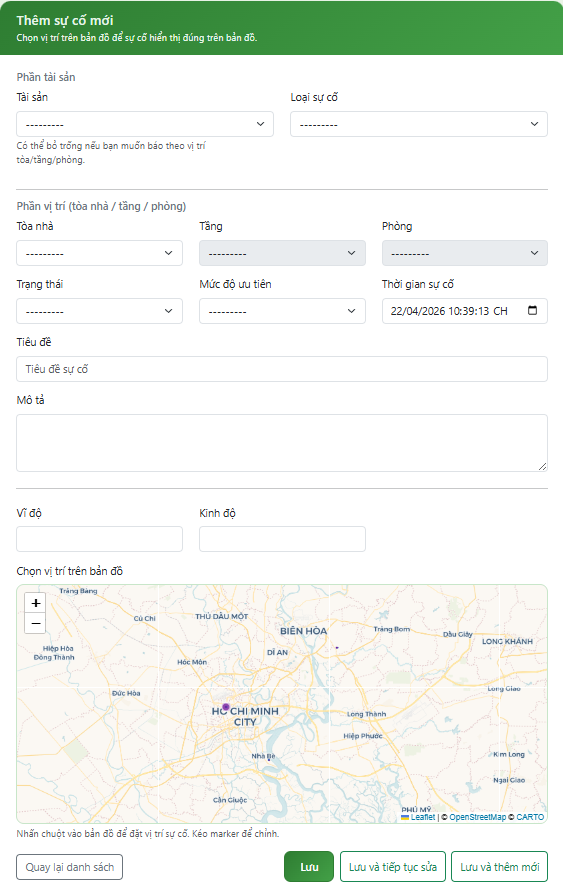 Thêm sự cố mới
Chọn vị trí trên bản đồ để sự cố hiển thị đúng trên bản đồ.
Phần tài sản
Tài sản
Loại sự cố
---------
---------
Có thể bỏ trống nếu bạn muốn báo theo vị trí
tòa/tầng/phòng.
Phần vị trí (tòa nhà / tầng / phòng)
Tòa nhà
Tầng
Phòng
---------
---------
---------
Trạng thái
Mức độ ưu tiên
Thời gian sự cố
---------
---------
22/04/2026 10:39:13 CH
Tiêu đề
Tiêu đề sự cố
Mô tả
Vĩ độ
Kinh độ
Chọn vị trí trên bản đồ
+
−
Trảng Bàng
Củ Chi
THỦ DẦU MỘT
BIÊN HÒA
Trảng Bom
Dầu Giây
LONG KHÁNH
Hiệp Hòa
Đông Thành
DĨ AN
Hóc Môn
Đức Hòa
Long Giao
HO CHI MINH
CITY
Long Thành
Hiệp Phước
Nhà Bè
Kim Long
Ngai Giao
Cần Giuộc
PHÚ MỸ
Leaflet | © OpenStreetMap © CARTO
Nhấn chuột vào bản đồ để đặt vị trí sự cố. Kéo marker để chỉnh.
Quay lại danh sách
Lưu
Lưu và tiếp tục sửa
Lưu và thêm mới